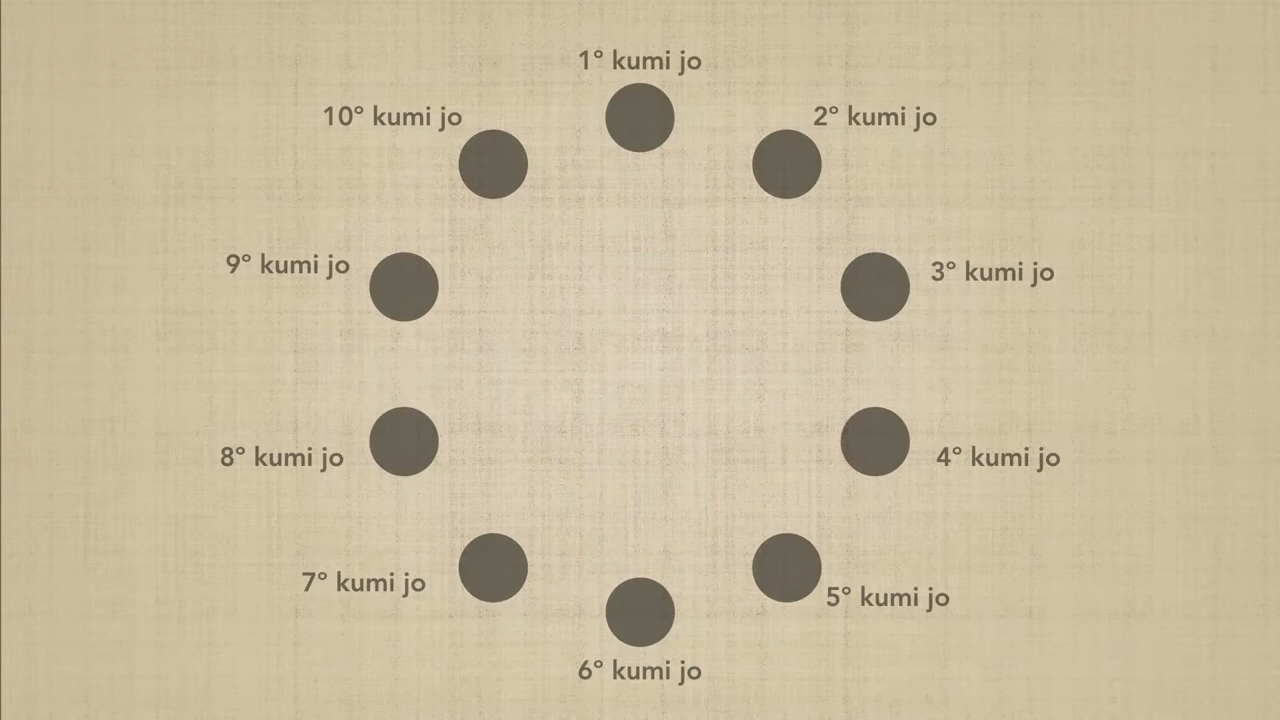 1° kumi jo
2° kumi jo
3° kumi jo
4° kumi jo
5° kumi jo
6° kumi jo
7° kumi jo
8° kumi jo
9° kumi jo
10° kumi jo